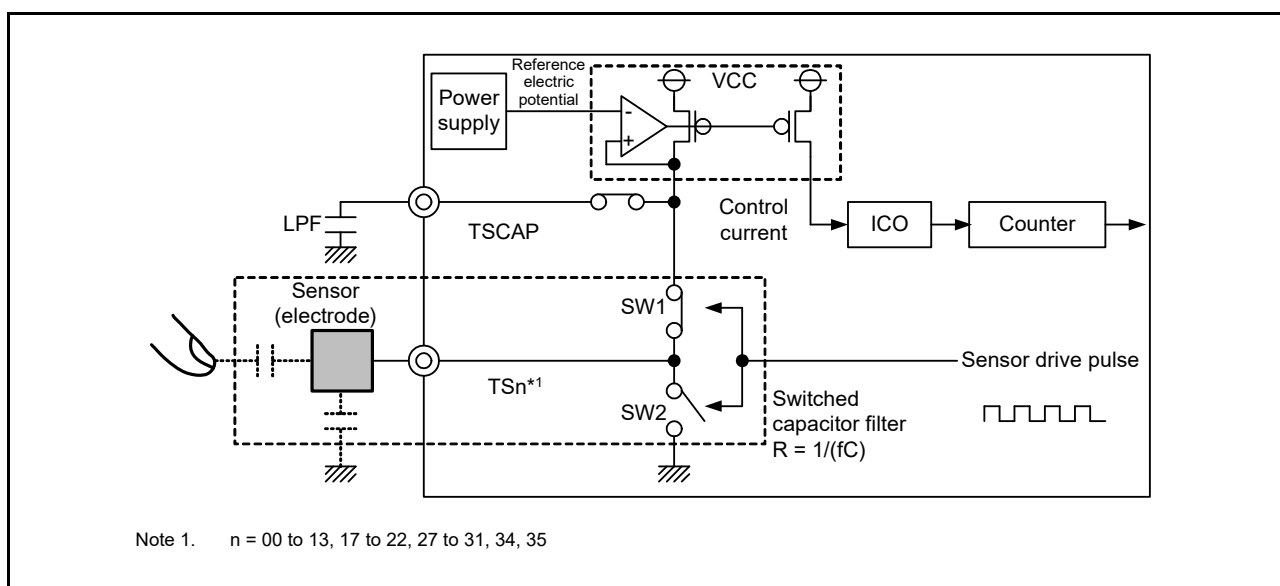 Reference
electric
potential
VCC
Power
supply
-
+
LPF
TSCAP
Control
current
ICO
Counter
Sensor
(electrode)
SW1
TSn*1
Sensor drive pulse
SW2
Switched
capacitor filter
R = 1/(fC)
Note 1. n = 00 to 13, 17 to 22, 27 to 31, 34, 35